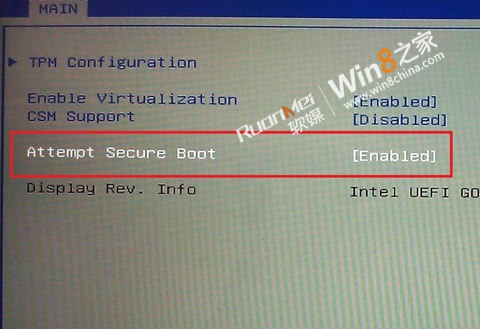 MAIN
TPM Configuration
Enable Virtualization [Enabled]
CSM Support [Disabled]
Attempt Secure Boot [Enabled]
Display Rev. Info Intel UEFI GO
RuanMei
软媒
Win8之家
www.win8china.com